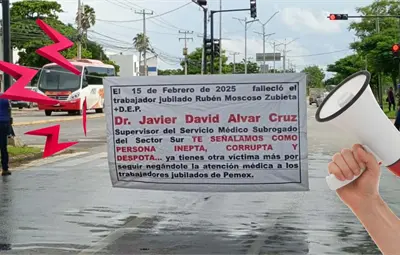 El 15 de Febrero de 2025, falleció el
trabajador jubilado Rubén Moscoso Zubieta
+D.E.P.
Dr. Javier David Alvar Cruz
Supervisor del Servicio Médico Subrogado
del Sector Sur TE SEÑALAMOS COMO
PERSONA INEPTA, CORRUPTA Y
DESPOTA... ya tienes otra víctima más por
seguir negándole la atención médica a los
trabajadores jubilados de Pemex.